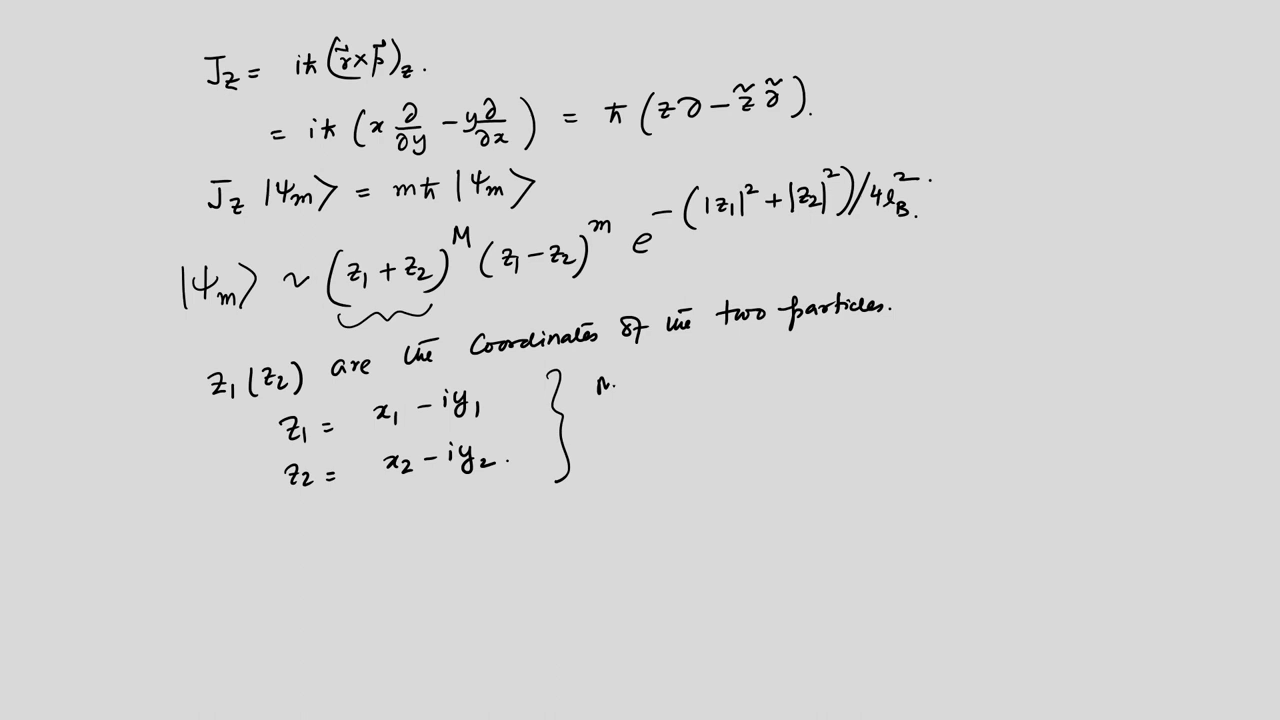 J_z = iħ (r⃗ × p⃗)_z.
= iħ (x ∂/∂y − y∂/∂x) = ħ (z∂ − z̃ ∂̃).
J_z |ψ_m⟩ = mħ |ψ_m⟩
|ψ_m⟩ ~ (z_1 + z_2)^M (z_1 − z_2)^m e^{−(|z_1|^2 + |z_2|^2)/4l_B^2}.
z_1 (z_2) are the coordinates of the two particles.
z_1 = x_1 − iy_1
z_2 = x_2 − iy_2 .